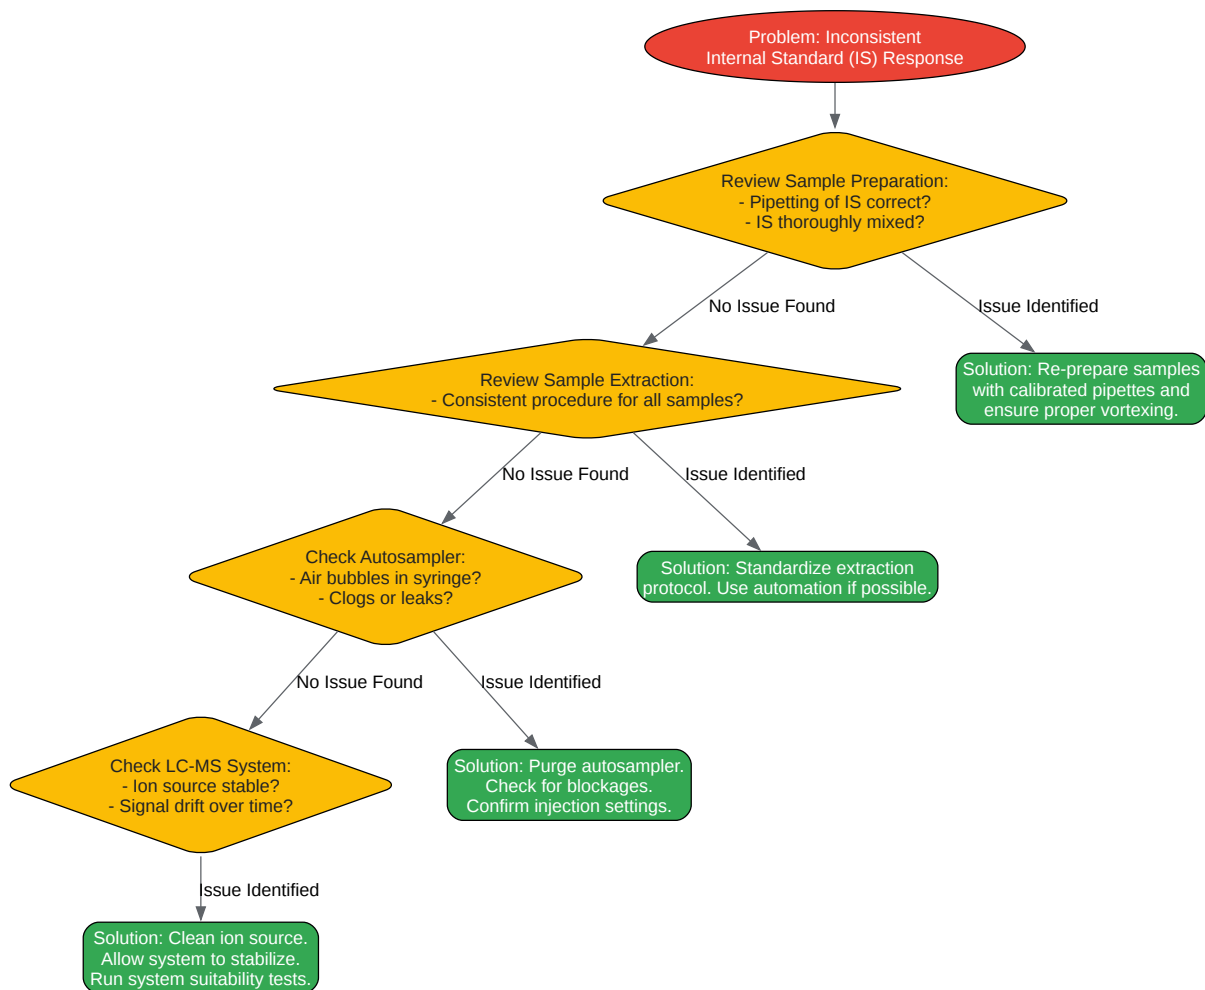 Problem: Inconsistent
Internal Standard (IS) Response
Review Sample Preparation:
- Pipetting of IS correct?
- IS thoroughly mixed?
No Issue Found
Issue Identified
Solution: Re-prepare samples
with calibrated pipettes and
ensure proper vortexing.
Review Sample Extraction:
- Consistent procedure for all samples?
No Issue Found
Issue Identified
Solution: Standardize extraction
protocol. Use automation if possible.
Check Autosampler:
- Air bubbles in syringe?
- Clogs or leaks?
No Issue Found
Issue Identified
Solution: Purge autosampler.
Check for blockages.
Confirm injection settings.
Check LC-MS System:
- Ion source stable?
- Signal drift over time?
Issue Identified
Solution: Clean ion source.
Allow system to stabilize.
Run system suitability tests.